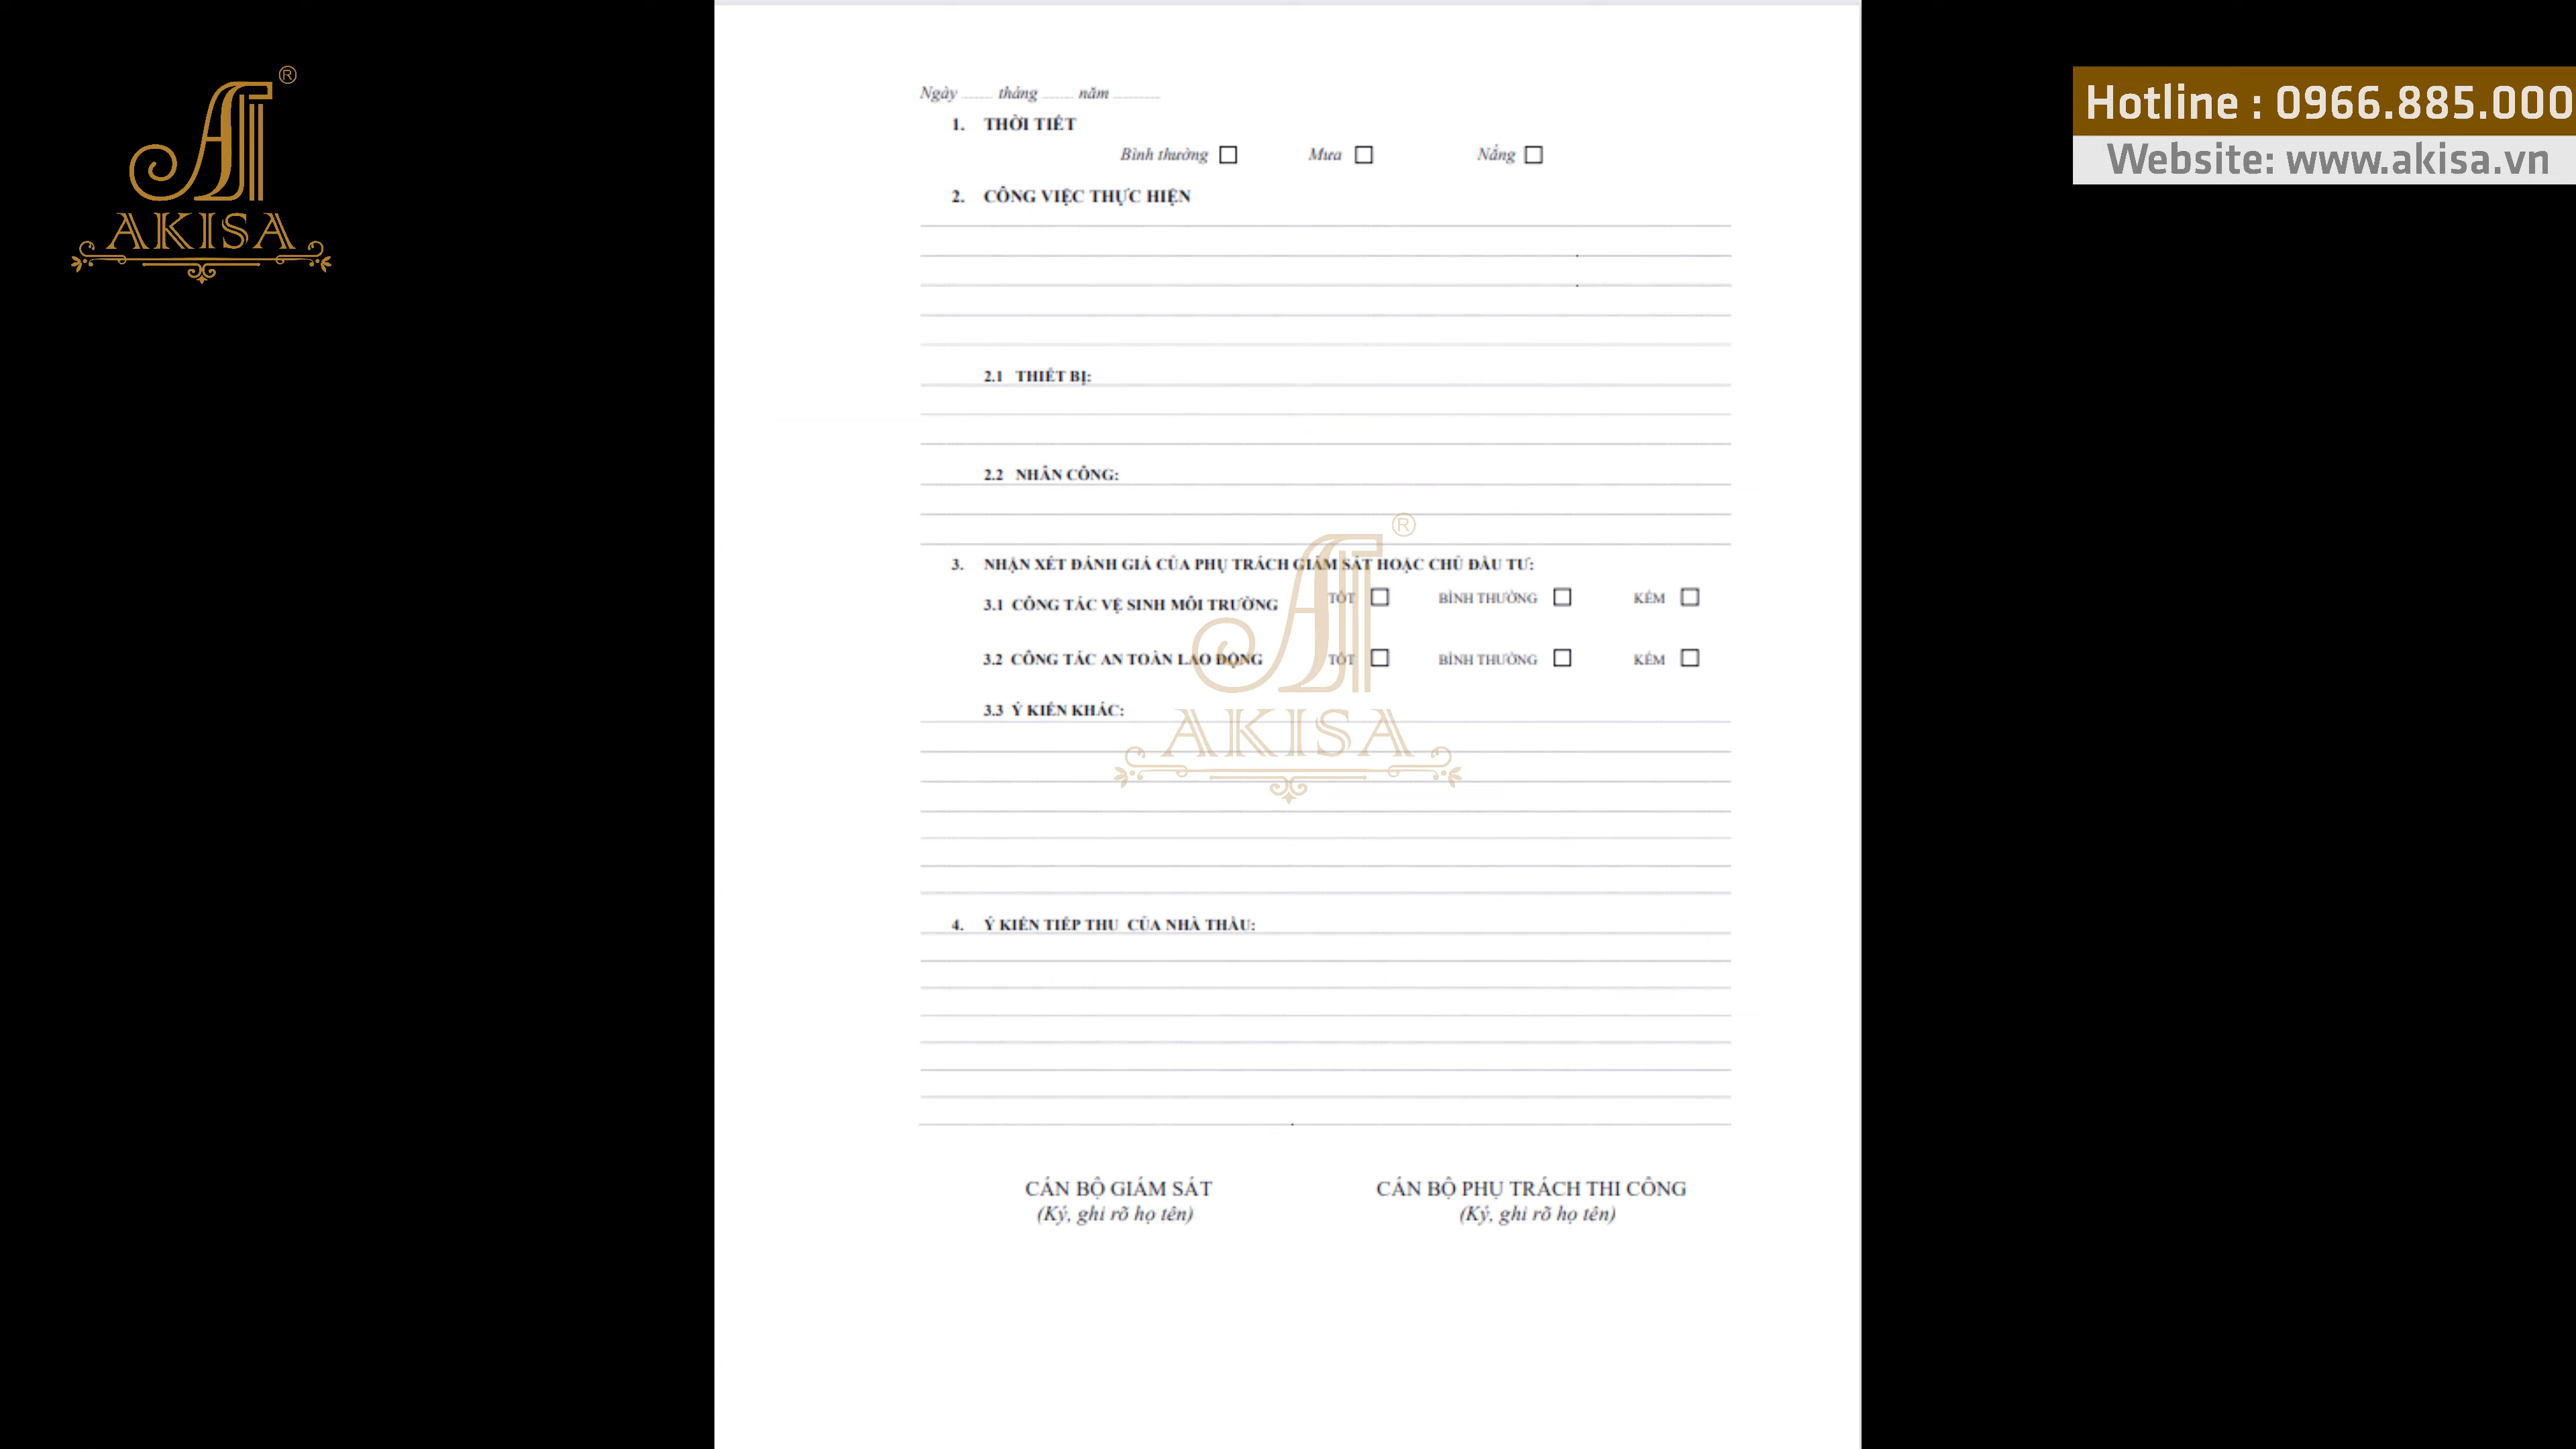 ®
AKISA
Hotline : 0966.885.000
Website: www.akisa.vn
Ngày ........ tháng ........ năm ............
1. THỜI TIẾT
Bình thường ☐ Mưa ☐ Nắng ☐
2. CÔNG VIỆC THỰC HIỆN
2.1 THIẾT BỊ:
2.2 NHÂN CÔNG:
3. NHẬN XÉT ĐÁNH GIÁ CỦA PHỤ TRÁCH GIÁM SÁT HOẶC CHỦ ĐẦU TƯ:
3.1 CÔNG TÁC VỆ SINH MÔI TRƯỜNG TỐT ☐ BÌNH THƯỜNG ☐ KÉM ☐
3.2 CÔNG TÁC AN TOÀN LAO ĐỘNG TỐT ☐ BÌNH THƯỜNG ☐ KÉM ☐
3.3 Ý KIẾN KHÁC:
®
AKISA
4. Ý KIẾN TIẾP THU CỦA NHÀ THẦU:
CÁN BỘ GIÁM SÁT CÁN BỘ PHỤ TRÁCH THI CÔNG
(Ký, ghi rõ họ tên) (Ký, ghi rõ họ tên)